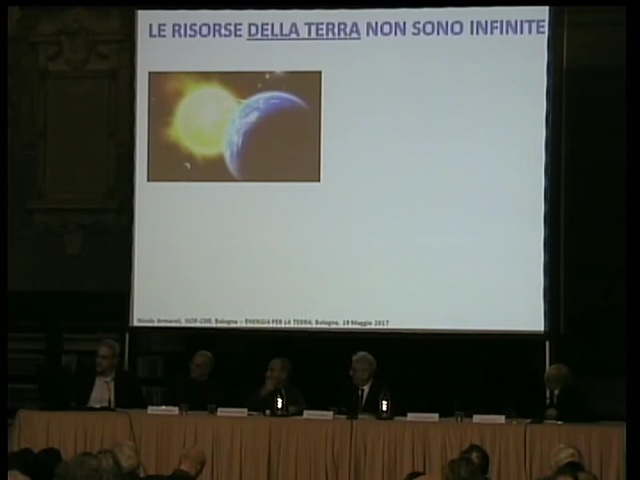 LE RISORSE DELLA TERRA NON SONO INFINITE
Nicola Armaroli, ISOF-CNR, Bologna – ENERGIA PER LA TERRA, Bologna, 19 Maggio 2017